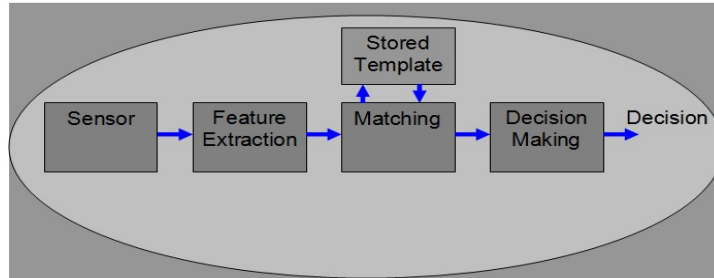 Stored
Template
Sensor
Feature
Extraction
Matching
Decision
Making
Decision